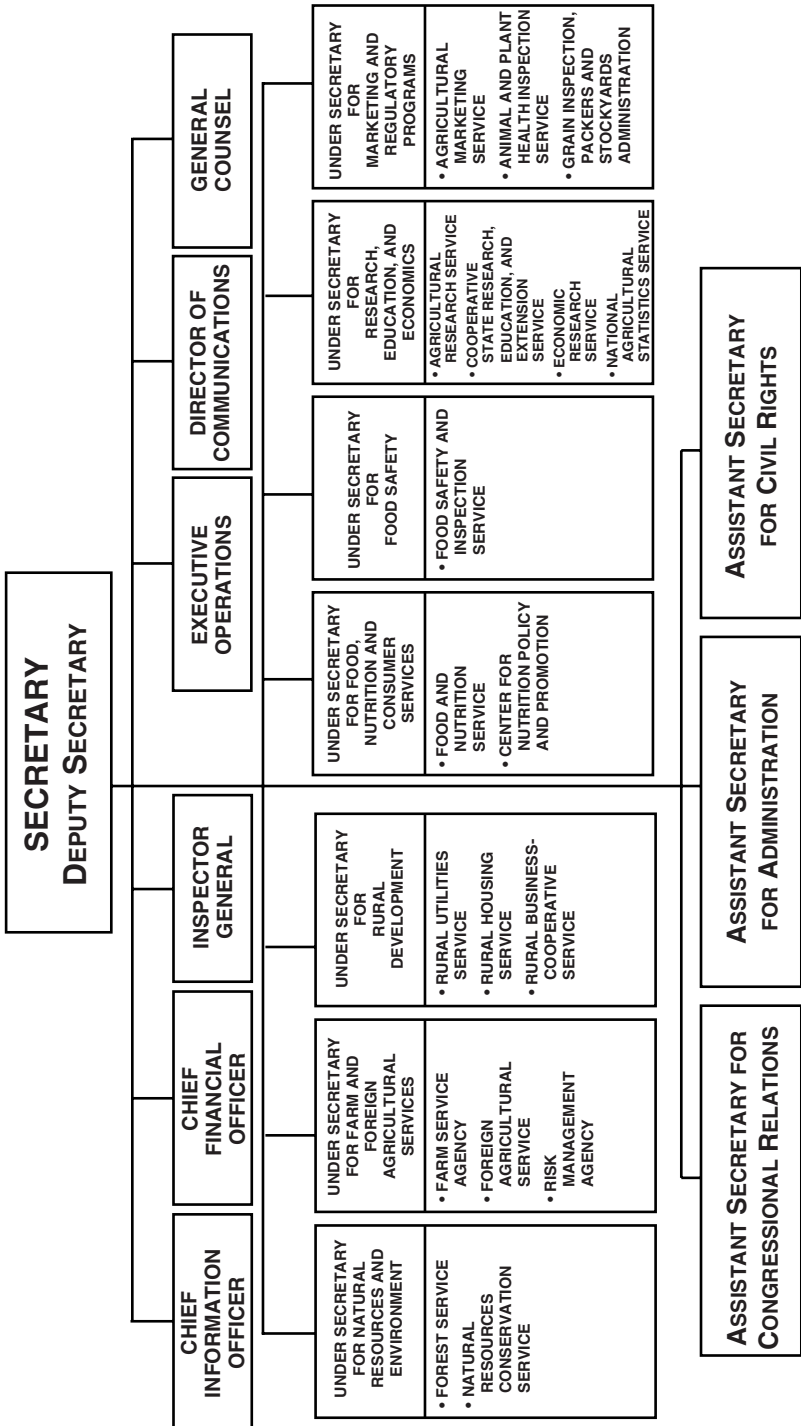 SECRETARY
DEPUTY SECRETARY
CHIEF
INFORMATION
OFFICER
CHIEF
FINANCIAL
OFFICER
INSPECTOR
GENERAL
EXECUTIVE
OPERATIONS
DIRECTOR OF
COMMUNICATIONS
GENERAL
COUNSEL
UNDER SECRETARY
FOR NATURAL
RESOURCES AND
ENVIRONMENT
• FOREST SERVICE
• NATURAL
RESOURCES
CONSERVATION
SERVICE
UNDER SECRETARY
FOR FARM AND
FOREIGN
AGRICULTURAL
SERVICES
• FARM SERVICE
AGENCY
• FOREIGN
AGRICULTURAL
SERVICE
• RISK
MANAGEMENT
AGENCY
UNDER SECRETARY
FOR
RURAL
DEVELOPMENT
• RURAL UTILITIES
SERVICE
• RURAL HOUSING
SERVICE
• RURAL BUSINESS-
COOPERATIVE
SERVICE
UNDER SECRETARY
FOR FOOD,
NUTRITION AND
CONSUMER
SERVICES
• FOOD AND
NUTRITION
SERVICE
• CENTER FOR
NUTRITION POLICY
AND PROMOTION
UNDER SECRETARY
FOR
FOOD SAFETY
• FOOD SAFETY AND
INSPECTION
SERVICE
UNDER SECRETARY
FOR
RESEARCH,
EDUCATION, AND
ECONOMICS
• AGRICULTURAL
RESEARCH SERVICE
• COOPERATIVE
STATE RESEARCH,
EDUCATION, AND
EXTENSION
SERVICE
• ECONOMIC
RESEARCH
SERVICE
• NATIONAL
AGRICULTURAL
STATISTICS SERVICE
UNDER SECRETARY
FOR
MARKETING AND
REGULATORY
PROGRAMS
• AGRICULTURAL
MARKETING
SERVICE
• ANIMAL AND PLANT
HEALTH INSPECTION
SERVICE
• GRAIN INSPECTION,
PACKERS AND
STOCKYARDS
ADMINISTRATION
ASSISTANT SECRETARY FOR
CONGRESSIONAL RELATIONS
ASSISTANT SECRETARY
FOR ADMINISTRATION
ASSISTANT SECRETARY
FOR CIVIL RIGHTS